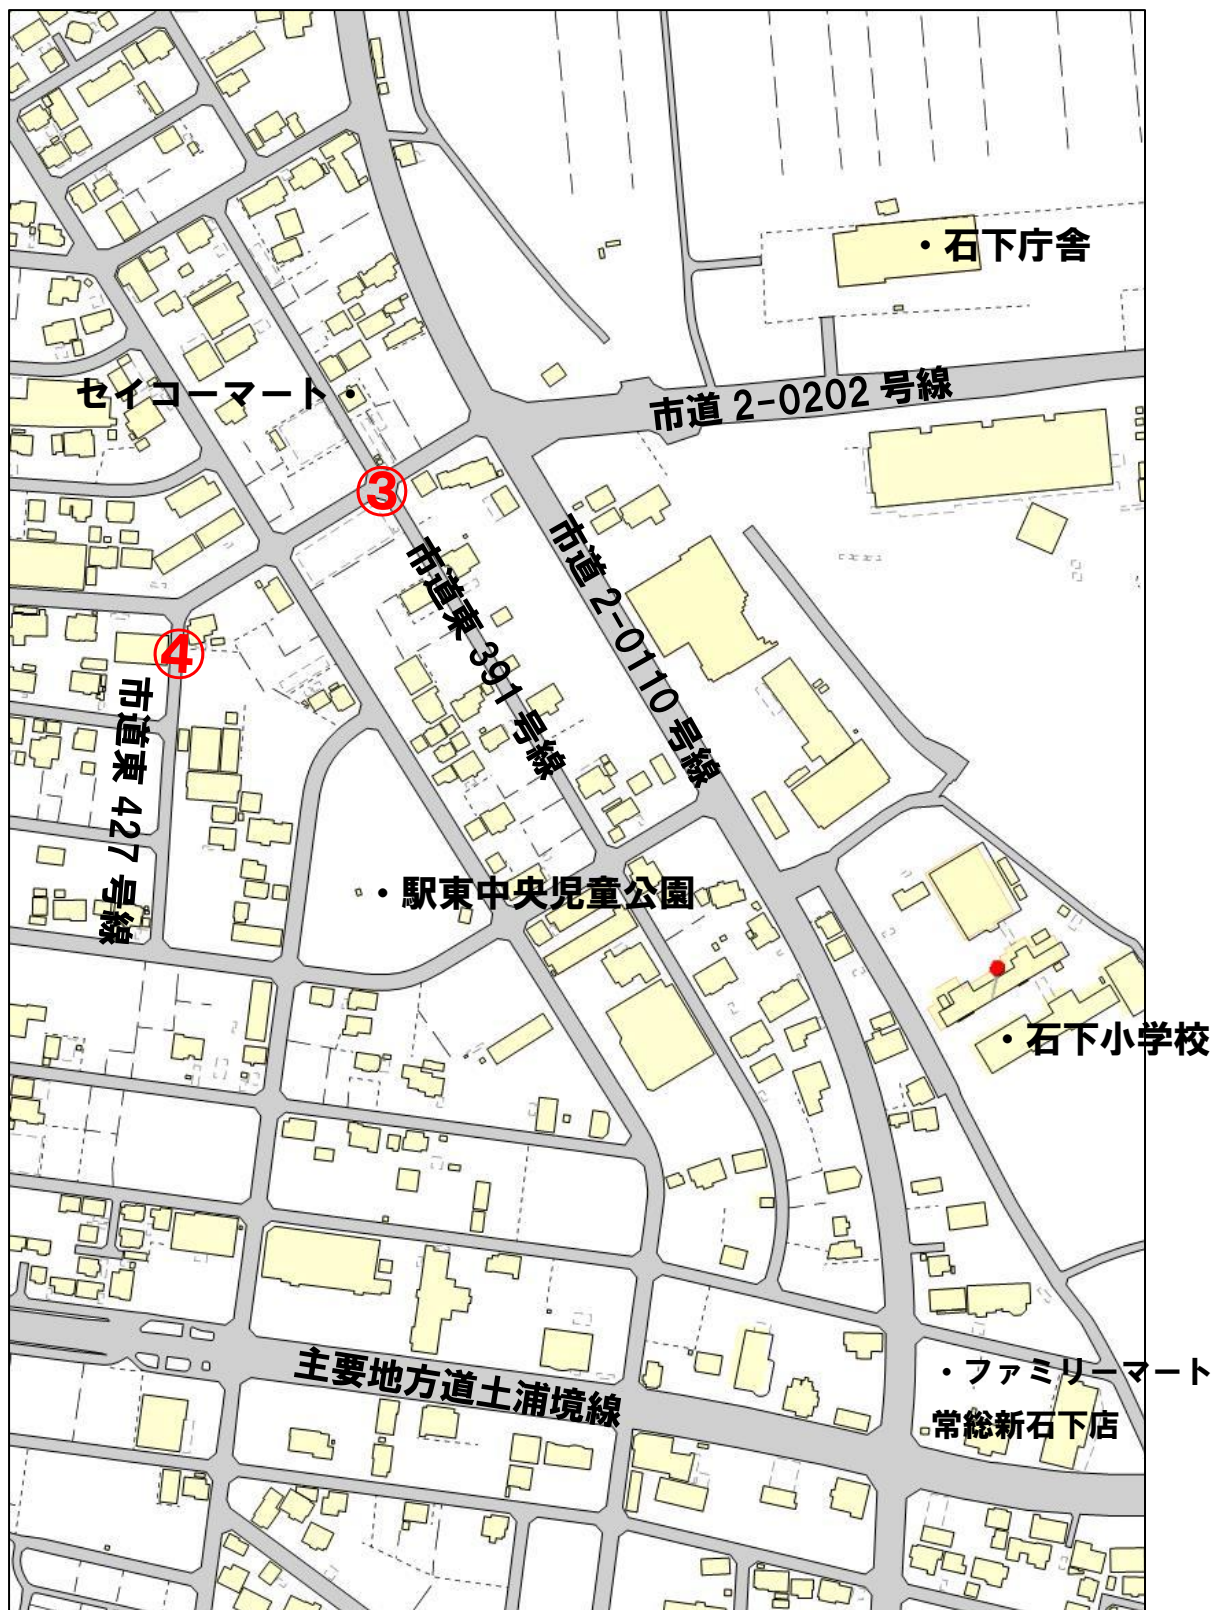 ・石下庁舎
セイコーマート・
市道 2-0202 号線
③
市道東 391 号線
市道 2-0110 号線
④
市道東 427 号線
・駅東中央児童公園
・石下小学校
主要地方道土浦境線
・ファミリーマート
常総新石下店